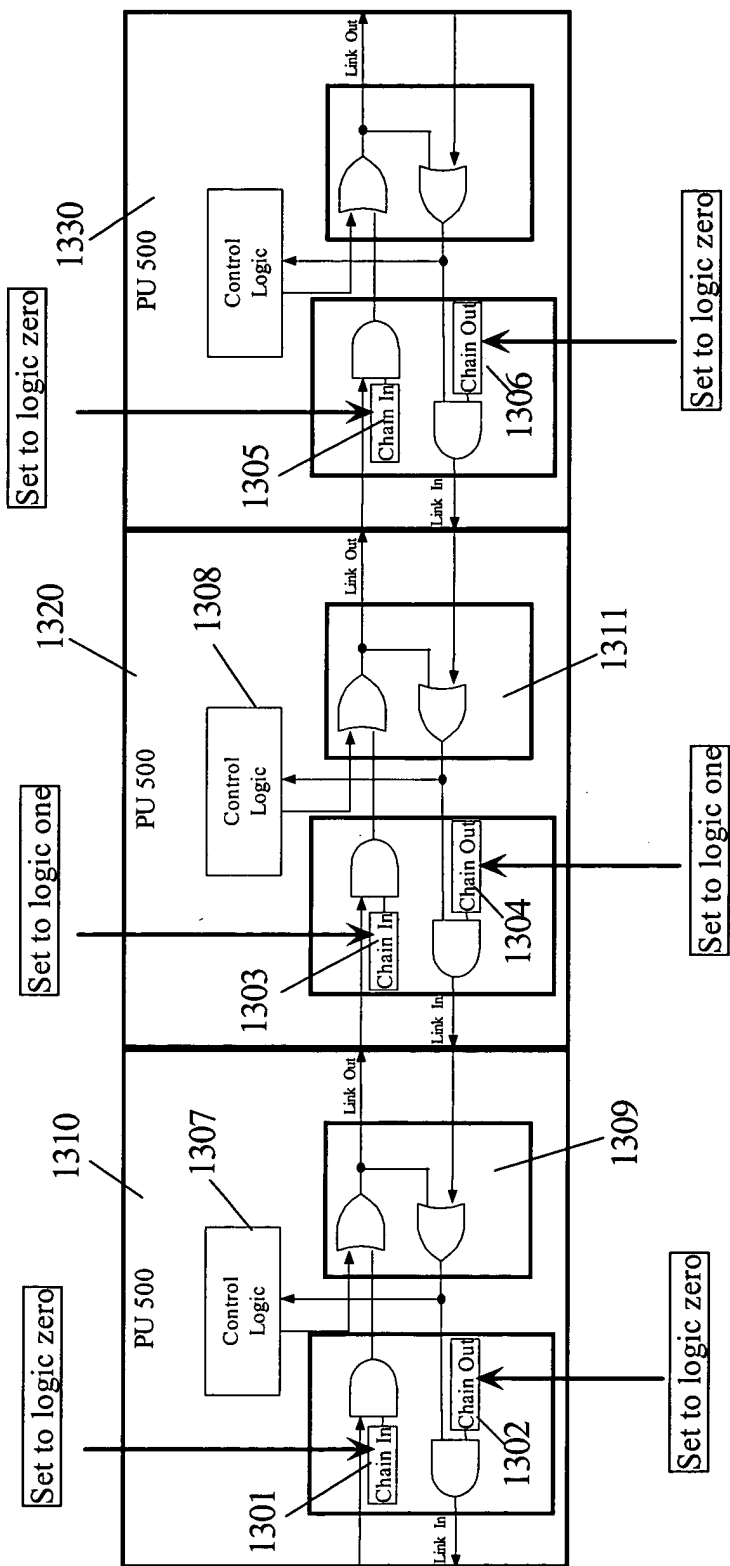 Set to logic zero
1310
PU 500
1307
Control
Logic
Link Out
Chain In
1301
Chain Out
1302
Link In
1309
Set to logic zero
Set to logic one
1320
PU 500
1308
Control
Logic
Link Out
Chain In
1303
Chain Out
1304
Link In
1311
Set to logic one
Set to logic zero
1330
PU 500
Control
Logic
Link Out
Chain In
1305
Chain Out
1306
Link In
Set to logic zero